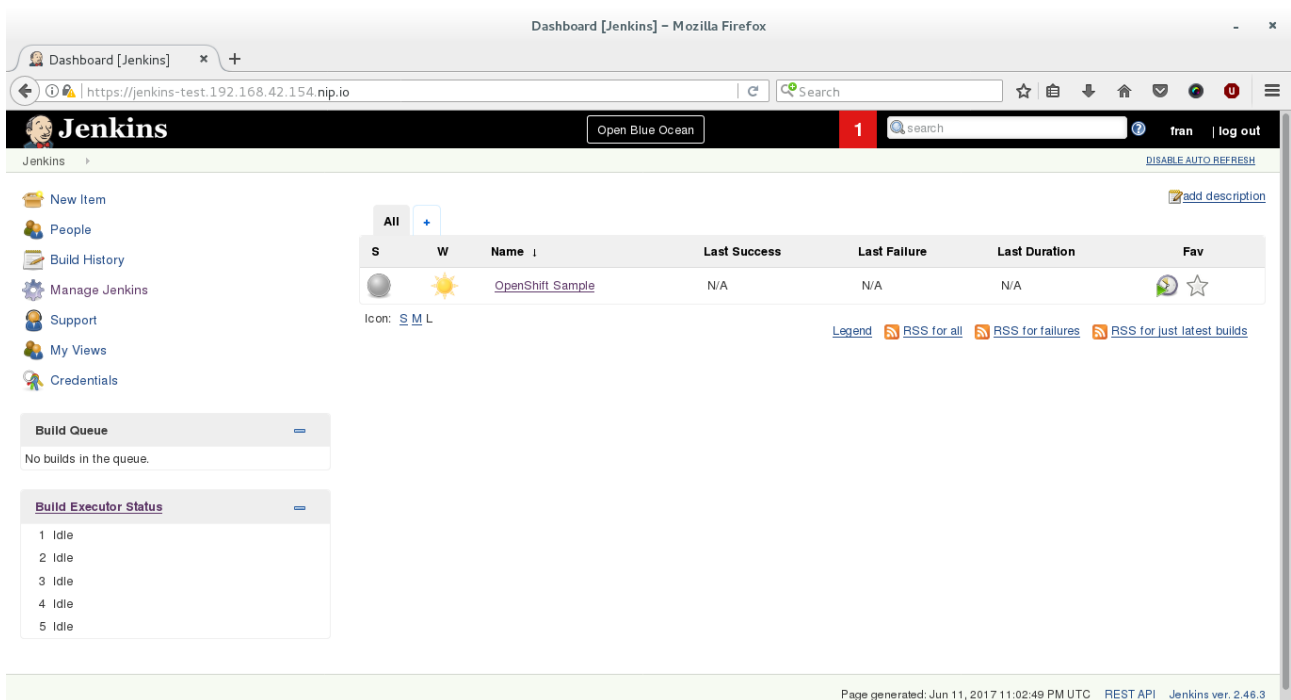 Dashboard [Jenkins] – Mozilla Firefox
Dashboard [Jenkins]
https://jenkins-test.192.168.42.154.nip.io
Search
Jenkins
Open Blue Ocean
1
search
fran | log out
Jenkins
DISABLE AUTO REFRESH
New Item
People
Build History
Manage Jenkins
Support
My Views
Credentials
Build Queue
No builds in the queue.
Build Executor Status
1 Idle
2 Idle
3 Idle
4 Idle
5 Idle
add description
All +
S W Name ↓ Last Success Last Failure Last Duration Fav
OpenShift Sample N/A N/A N/A
Icon: S M L
Legend RSS for all RSS for failures RSS for just latest builds
Page generated: Jun 11, 2017 11:02:49 PM UTC REST API Jenkins ver. 2.46.3